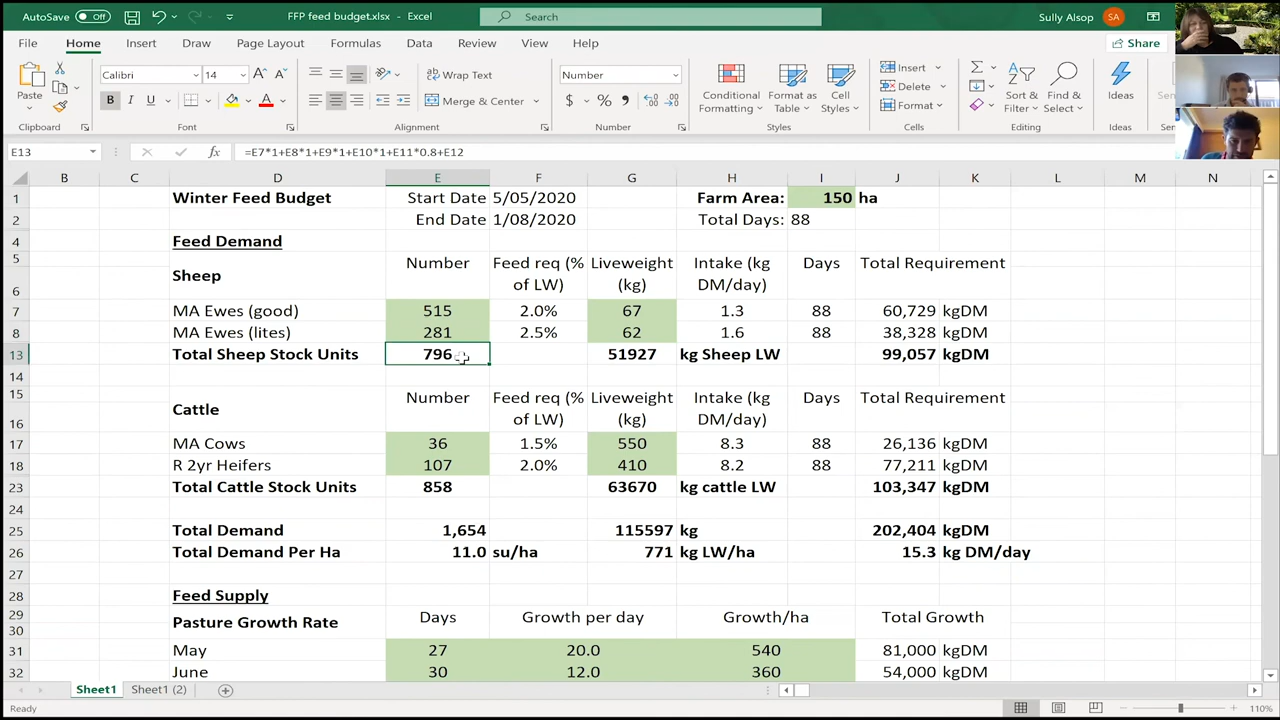 AutoSave Off FFP feed budget.xlsx - Excel Search Sully Alsop SA
File Home Insert Draw Page Layout Formulas Data Review View Help Share
Paste Calibri 14 A A Wrap Text Number Conditional Formatting Format as Table Cell Styles Insert Delete Format Sort & Filter Find & Select Ideas
B I U A Merge & Center $ % ,
Clipboard Font Alignment Number Styles Cells Editing Ideas
E13 fx =E7*1+E8*1+E9*1+E10*1+E11*0.8+E12
B C D E F G H I J K L M N
1 Winter Feed Budget Start Date 5/05/2020 Farm Area: 150 ha
2 End Date 1/08/2020 Total Days: 88
4 Feed Demand
5 Number Feed req (% of LW) Liveweight (kg) Intake (kg DM/day) Days Total Requirement
6 Sheep
7 MA Ewes (good) 515 2.0% 67 1.3 88 60,729 kgDM
8 MA Ewes (lites) 281 2.5% 62 1.6 88 38,328 kgDM
13 Total Sheep Stock Units 796 51927 kg Sheep LW 99,057 kgDM
14
15 Number Feed req (% of LW) Liveweight (kg) Intake (kg DM/day) Days Total Requirement
16 Cattle
17 MA Cows 36 1.5% 550 8.3 88 26,136 kgDM
18 R 2yr Heifers 107 2.0% 410 8.2 88 77,211 kgDM
23 Total Cattle Stock Units 858 63670 kg cattle LW 103,347 kgDM
24
25 Total Demand 1,654 115597 kg 202,404 kgDM
26 Total Demand Per Ha 11.0 su/ha 771 kg LW/ha 15.3 kg DM/day
27
28 Feed Supply
29 Days Growth per day Growth/ha Total Growth
30 Pasture Growth Rate
31 May 27 20.0 540 81,000 kgDM
32 June 30 12.0 360 54,000 kgDM
Sheet1 Sheet1 (2)
Ready 110%